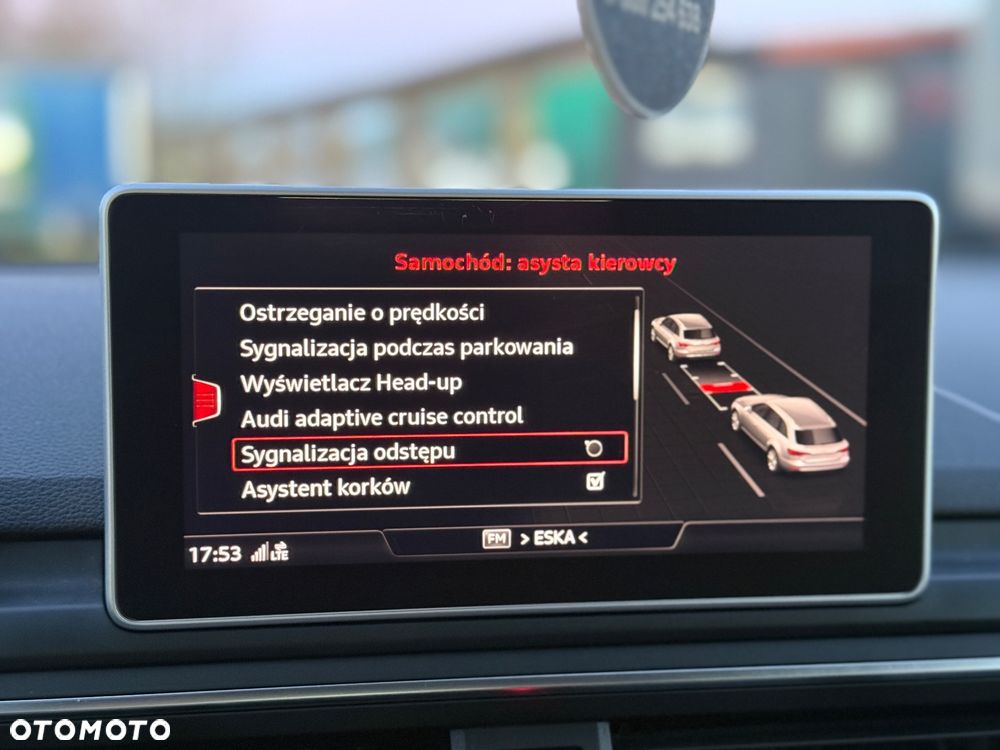 Samochód: asysta kierowcy
Ostrzeganie o prędkości
Sygnalizacja podczas parkowania
Wyświetlacz Head-up
Audi adaptive cruise control
Sygnalizacja odstępu
Asystent korków
17:53 LTE
FM > ESKA <
OTOMOTO